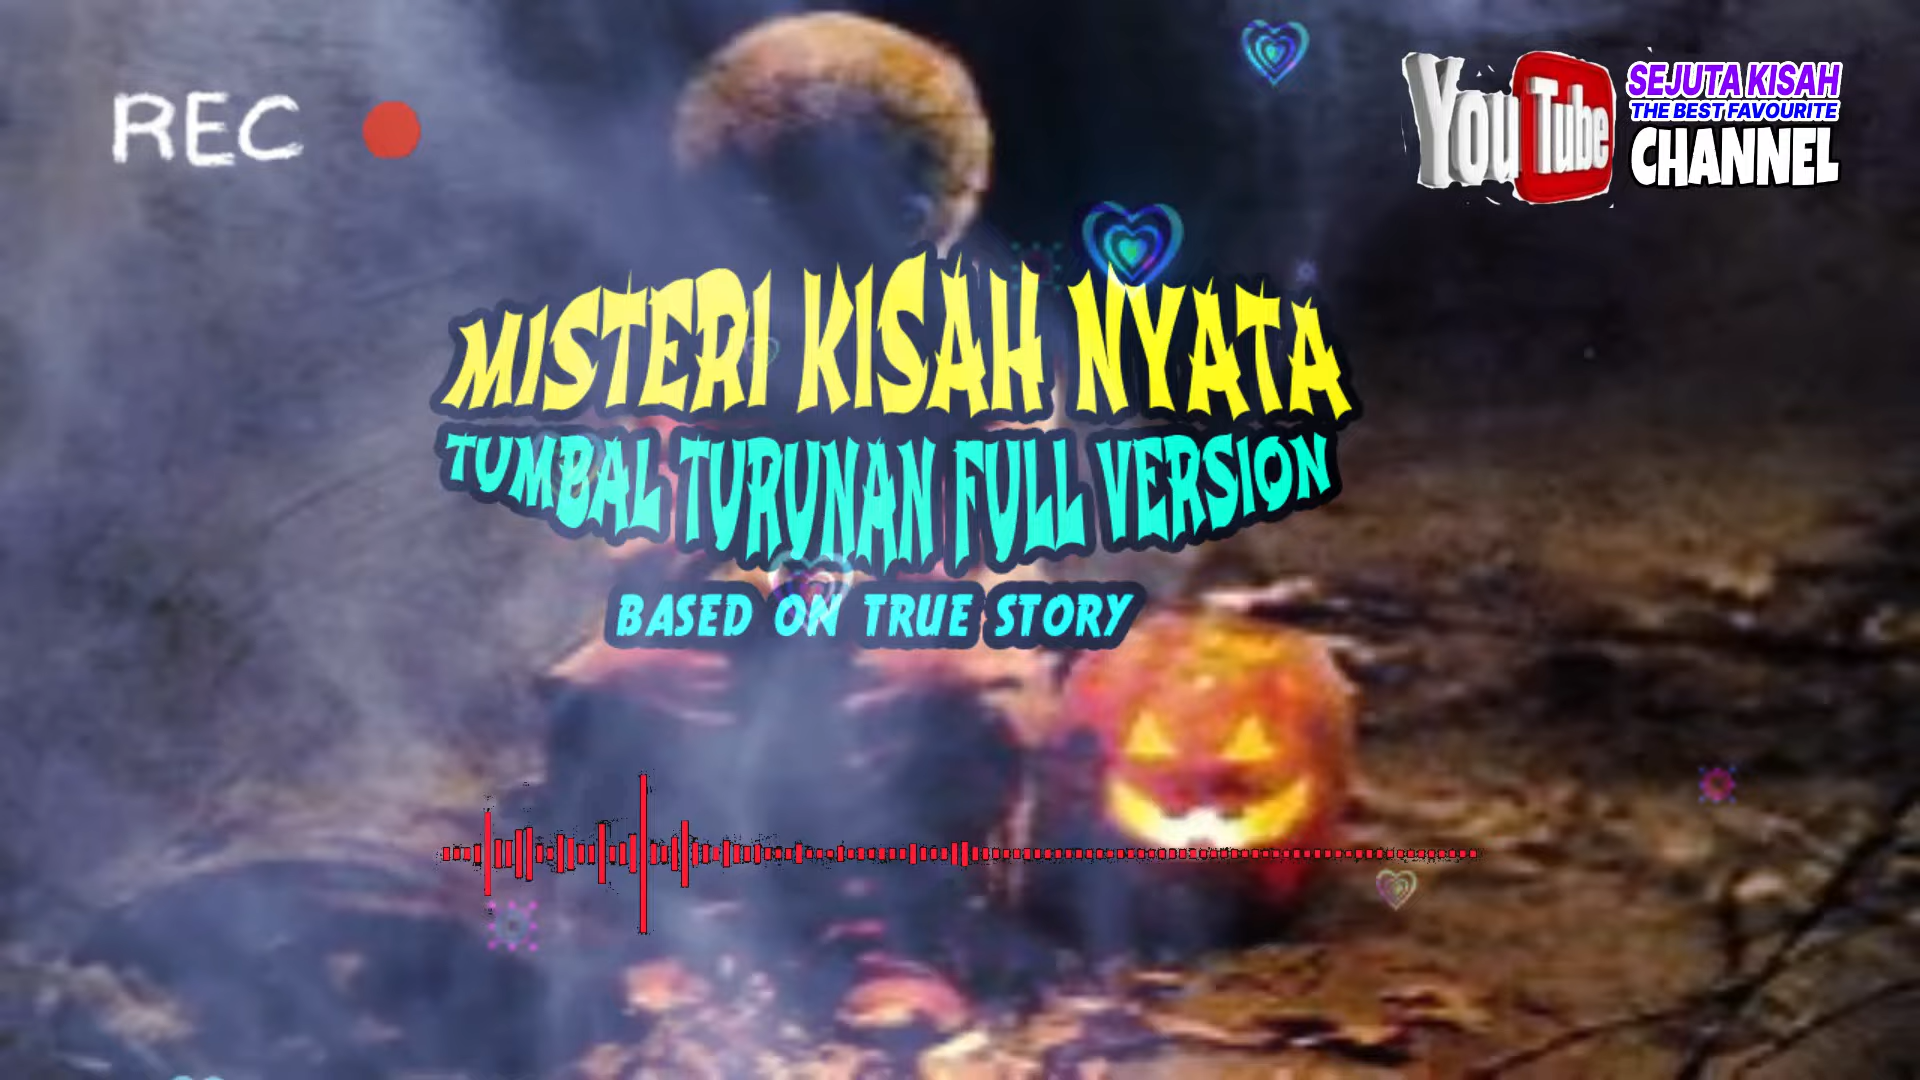 REC
YouTube
SEJUTA KISAH
THE BEST FAVOURITE
CHANNEL
MISTERI KISAH NYATA
TUMBAL TURUNAN FULL VERSION
BASED ON TRUE STORY